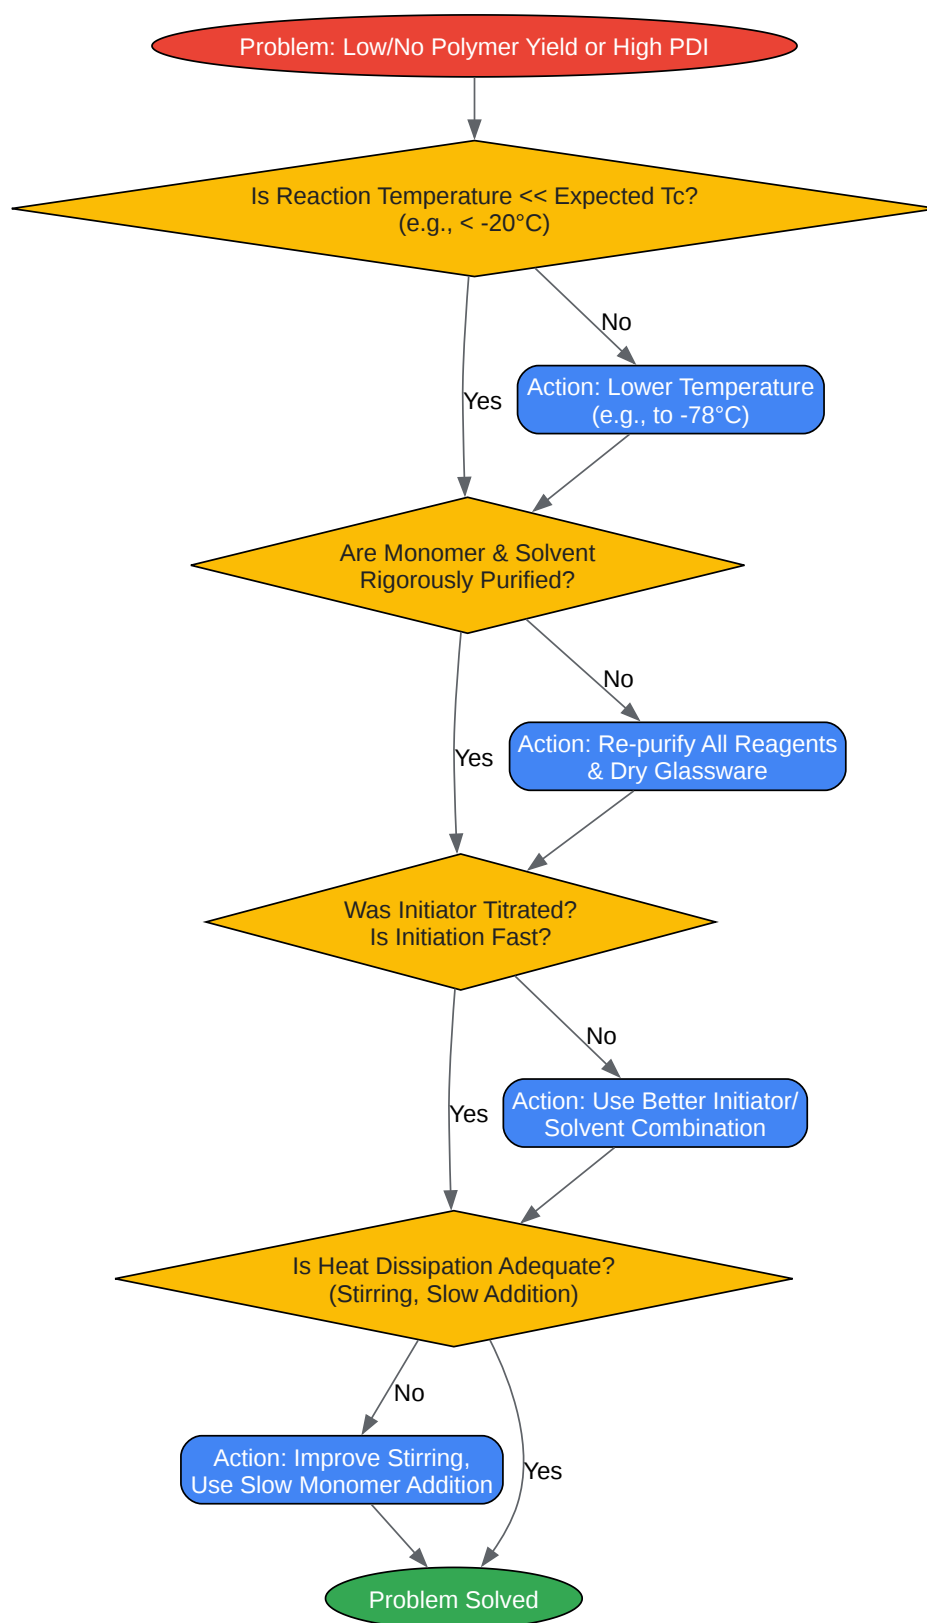 Problem: Low/No Polymer Yield or High PDI
Is Reaction Temperature << Expected Tc?
(e.g., < -20°C)
No
Action: Lower Temperature
(e.g., to -78°C)
Yes
Are Monomer & Solvent
Rigorously Purified?
No
Action: Re-purify All Reagents
& Dry Glassware
Yes
Was Initiator Titrated?
Is Initiation Fast?
No
Action: Use Better Initiator/
Solvent Combination
Yes
Is Heat Dissipation Adequate?
(Stirring, Slow Addition)
No
Action: Improve Stirring,
Use Slow Monomer Addition
Yes
Problem Solved